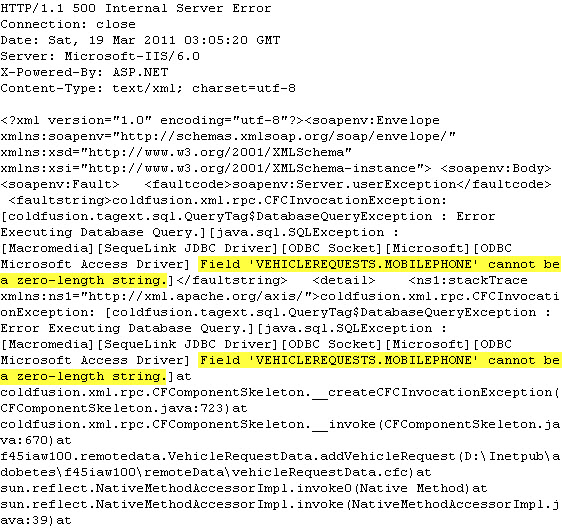 HTTP/1.1 500 Internal Server Error
Connection: close
Date: Sat, 19 Mar 2011 03:05:20 GMT
Server: Microsoft-IIS/6.0
X-Powered-By: ASP.NET
Content-Type: text/xml; charset=utf-8
<?xml version="1.0" encoding="utf-8"?><soapenv:Envelope
xmlns:soapenv="http://schemas.xmlsoap.org/soap/envelope/"
xmlns:xsd="http://www.w3.org/2001/XMLSchema"
xmlns:xsi="http://www.w3.org/2001/XMLSchema-instance"> <soapenv:Body>
<soapenv:Fault>   <faultcode>soapenv:Server.userException</faultcode>
<faultstring>coldfusion.xml.rpc.CFCInvocationException:
[coldfusion.tagext.sql.QueryTag$DatabaseQueryException : Error
Executing Database Query.][java.sql.SQLException :
[Macromedia][SequeLink JDBC Driver][ODBC Socket][Microsoft][ODBC
Microsoft Access Driver] Field 'VEHICLEREQUESTS.MOBILEPHONE' cannot be
a zero-length string.]</faultstring>   <detail>   <ns1:stackTrace
xmlns:ns1="http://xml.apache.org/axis/">coldfusion.xml.rpc.CFCInvocati
onException: [coldfusion.tagext.sql.QueryTag$DatabaseQueryException :
Error Executing Database Query.][java.sql.SQLException :
[Macromedia][SequeLink JDBC Driver][ODBC Socket][Microsoft][ODBC
Microsoft Access Driver] Field 'VEHICLEREQUESTS.MOBILEPHONE' cannot be
a zero-length string.]at
coldfusion.xml.rpc.CFComponentSkeleton.__createCFCInvocationException(
CFComponentSkeleton.java:723)at
coldfusion.xml.rpc.CFComponentSkeleton.__invoke(CFComponentSkeleton.ja
va:670)at
f45iaw100.remotedata.VehicleRequestData.addVehicleRequest(D:\Inetpub\a
dobetes\f45iaw100\remoteData\vehicleRequestData.cfc)at
sun.reflect.NativeMethodAccessorImpl.invoke0(Native Method)at
sun.reflect.NativeMethodAccessorImpl.invoke(NativeMethodAccessorImpl.j
ava:39)at